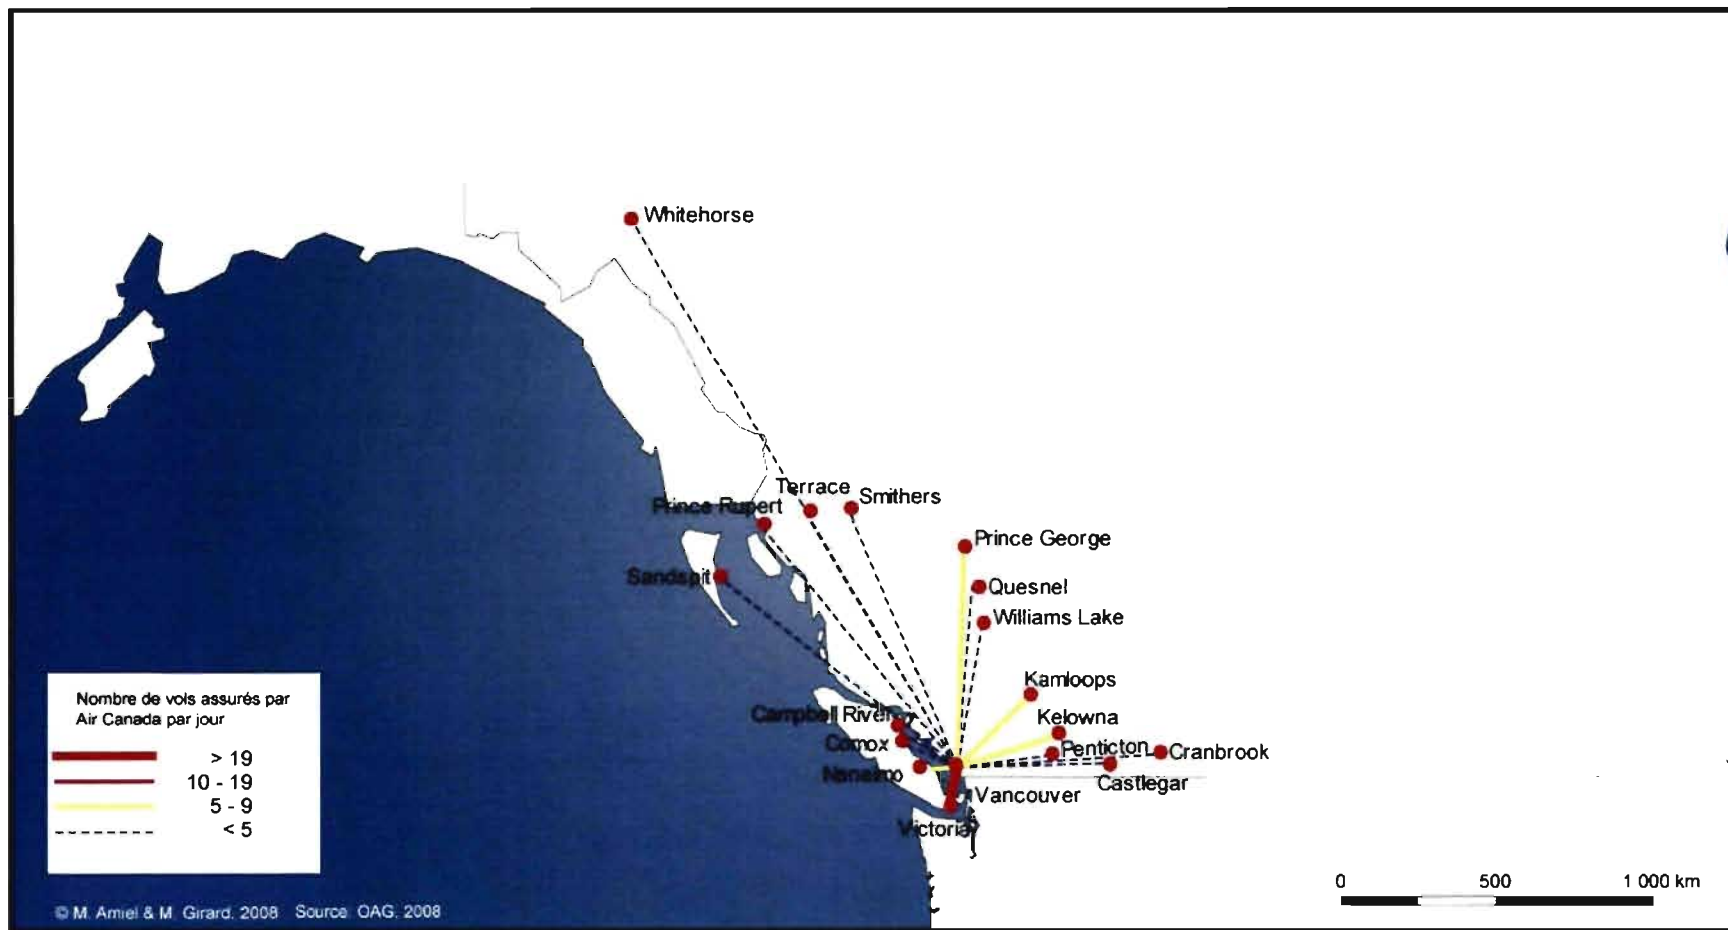 Whitehorse
Terrace
Smithers
Prince Rupert
Prince George
Sandspit
Quesnel
Williams Lake
Kamloops
Campbell River
Kelowna
Comox
Penticton
Cranbrook
Nanaimo
Castlegar
Vancouver
Victoria
Nombre de vols assurés par
Air Canada par jour
> 19
10 - 19
5 - 9
< 5
0 500 1 000 km
© M. Amiel & M. Girard, 2008 Source: OAG, 2008